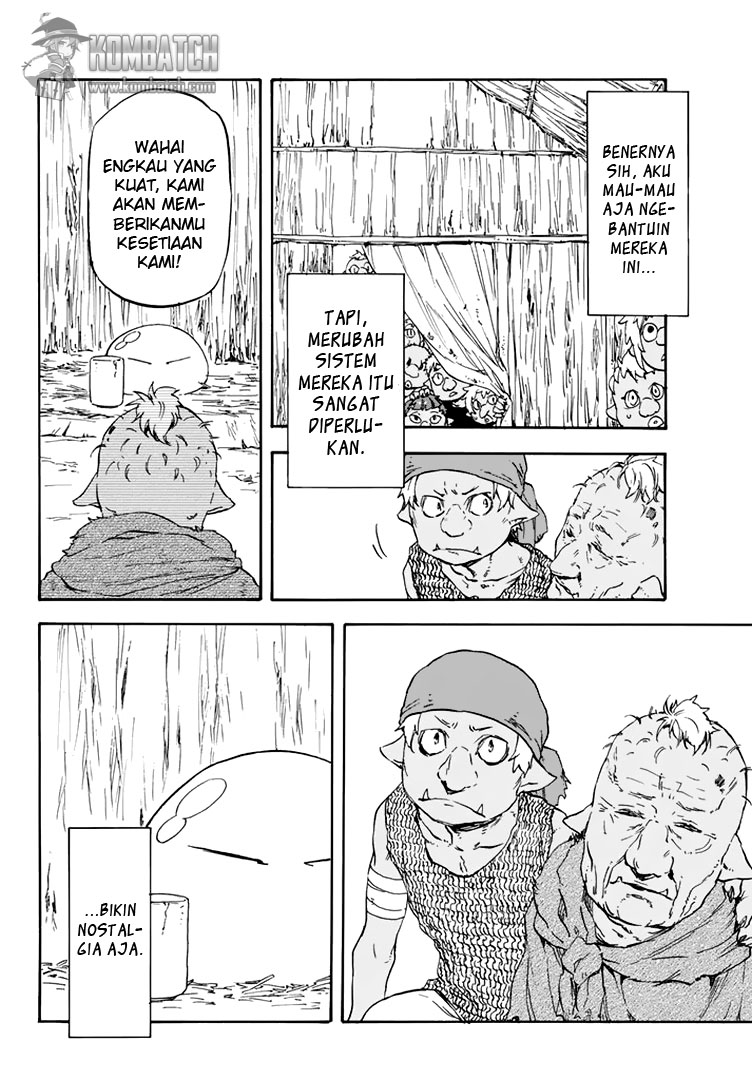 KOMBATCH
www.kombatch.com
BENERNYA
SIH, AKU
MAU-MAU
AJA NGE-
BANTUIN
MEREKA
INI...
TAPI,
MERUBAH
SISTEM
MEREKA ITU
SANGAT
DIPERLU-
KAN.
WAHAI
ENGKAU YANG
KUAT, KAMI
AKAN MEM-
BERIKANMU
KESETIAAN
KAMI!
...BIKIN
NOSTAL-
GIA AJA.